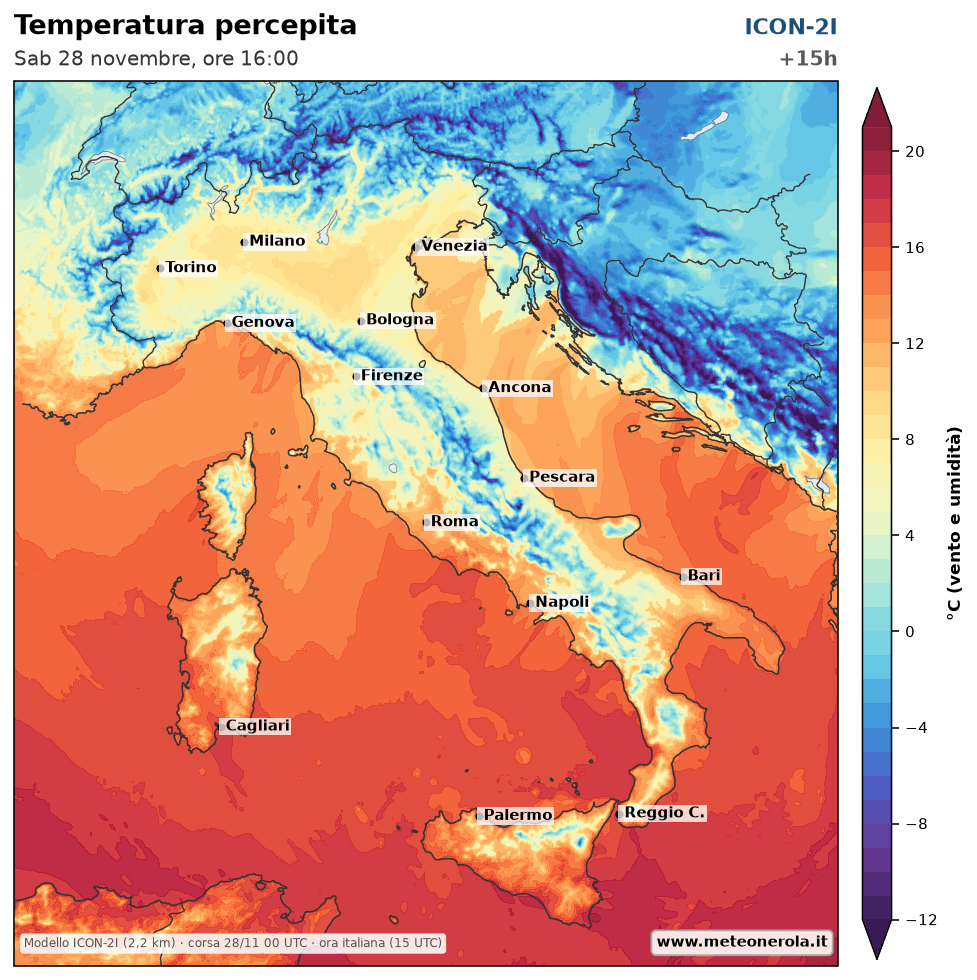 Temperatura percepita
ICON-2I
Sab 28 novembre, ore 16:00
+15h
Milano
Venezia
Torino
Genova
Bologna
Firenze
Ancona
Pescara
Roma
Bari
Napoli
Cagliari
Palermo
Reggio C.
20
16
12
8
4
0
−4
−8
−12
°C (vento e umidità)
Modello ICON-2I (2,2 km) · corsa 28/11 00 UTC · ora italiana (15 UTC)
www.meteonerola.it